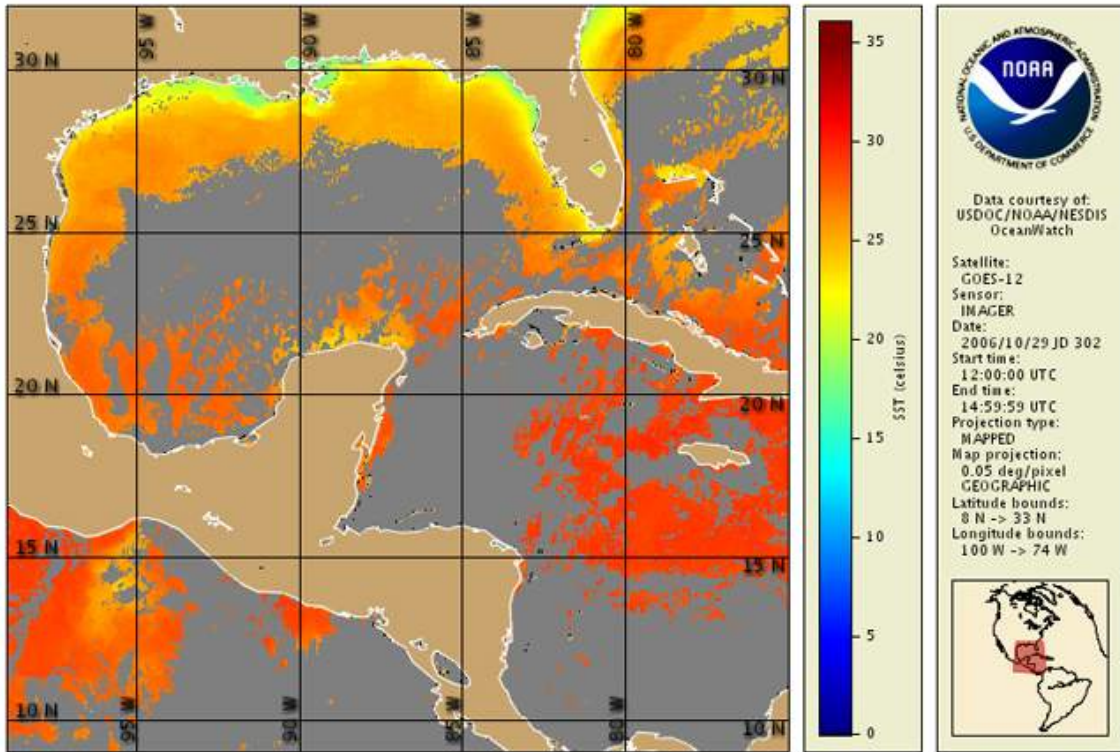 95 W
90 W
85 W
80 W
30 N
30 N
25 N
25 N
20 N
20 N
15 N
15 N
10 N
10 N
95 W
90 W
85 W
80 W
35
30
25
20
15
10
5
0
SST (celsius)
NATIONAL OCEANIC AND ATMOSPHERIC ADMINISTRATION
NOAA
U.S. DEPARTMENT OF COMMERCE
Data courtesy of:
USDOC/NOAA/NESDIS
OceanWatch
Satellite:
GOES-12
Sensor:
IMAGER
Date:
2006/10/29 JD 302
Start time:
12:00:00 UTC
End time:
14:59:59 UTC
Projection type:
MAPPED
Map projection:
0.05 deg/pixel
GEOGRAPHIC
Latitude bounds:
8 N -> 33 N
Longitude bounds:
100 W -> 74 W